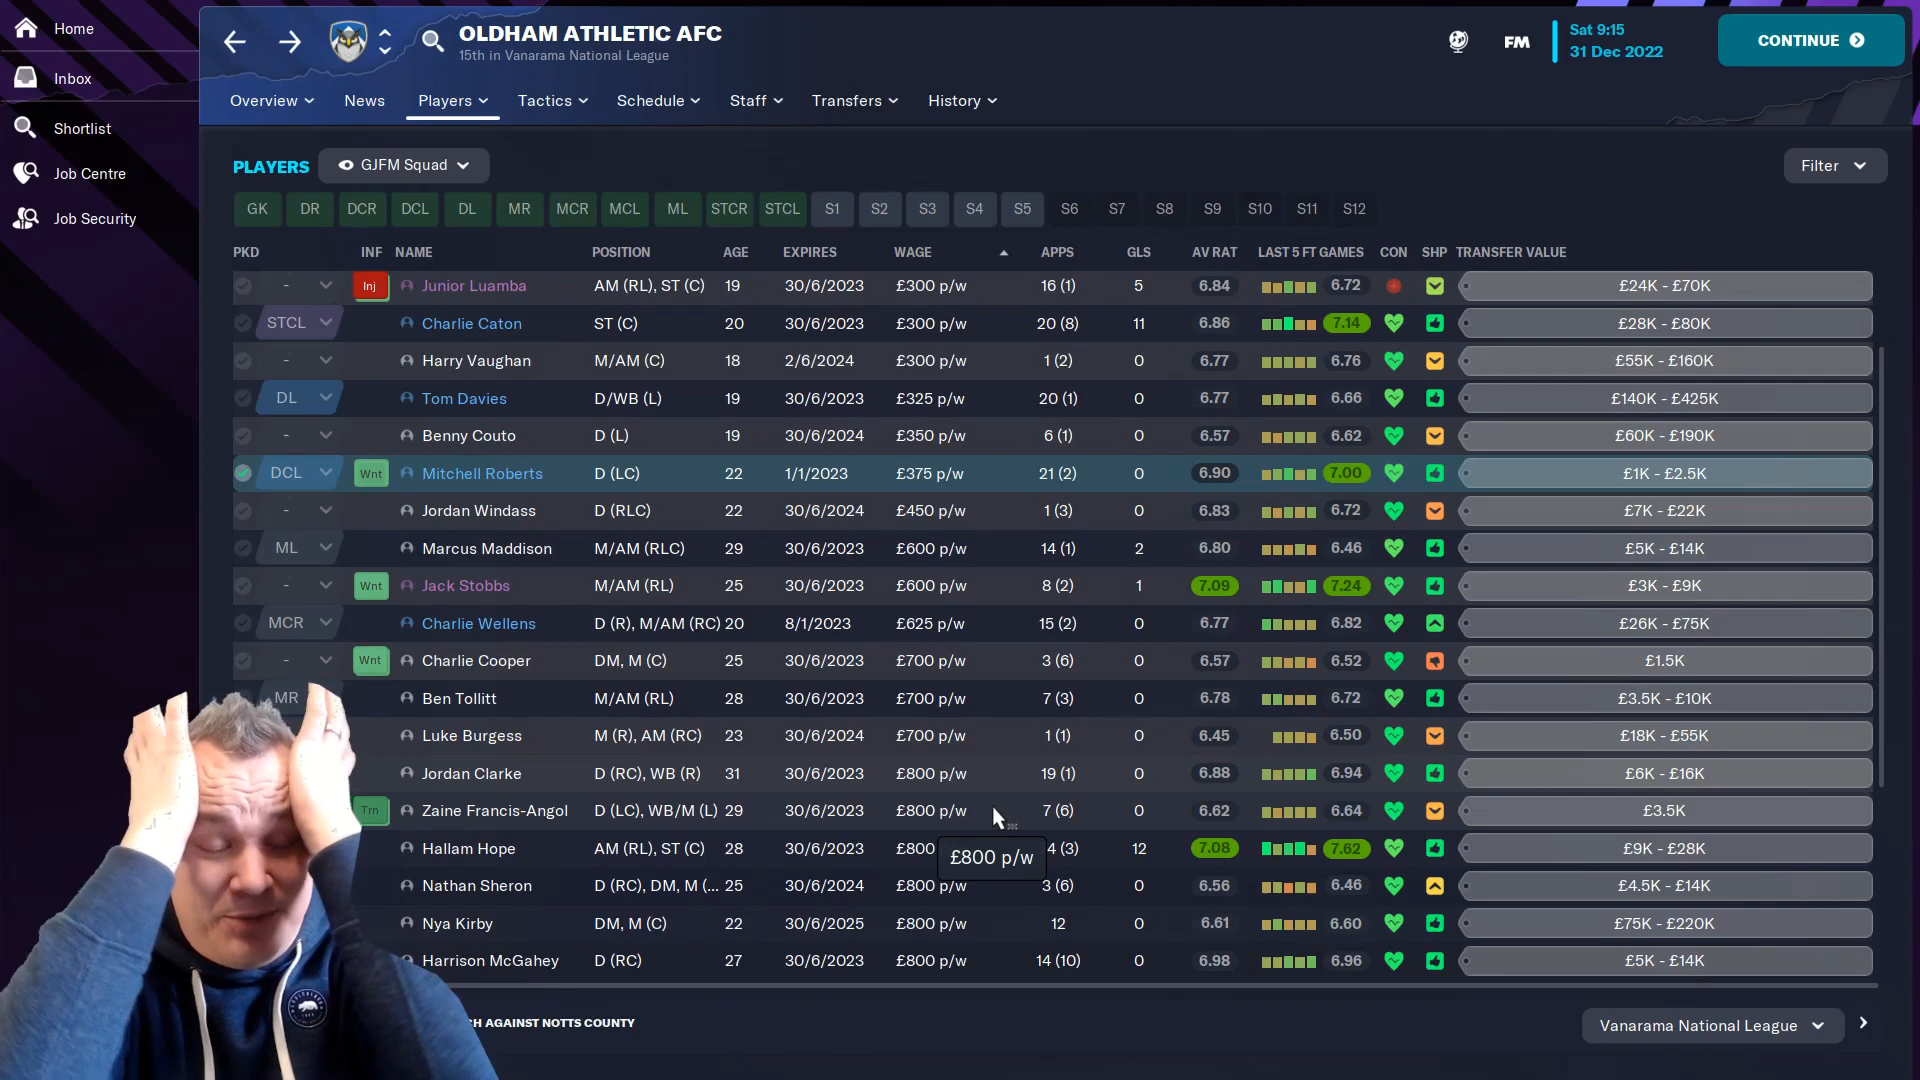 Home
Inbox
Shortlist
Job Centre
Job Security
OLDHAM ATHLETIC AFC
15th in Vanarama National League
FM
Sat 9:15
31 Dec 2022
CONTINUE
Overview News Players Tactics Schedule Staff Transfers History
PLAYERS GJFM Squad Filter
GK DR DCR DCL DL MR MCR MCL ML STCR STCL S1 S2 S3 S4 S5 S6 S7 S8 S9 S10 S11 S12
PKD INF NAME POSITION AGE EXPIRES WAGE APPS GLS AV RAT LAST 5 FT GAMES CON SHP TRANSFER VALUE
- Inj Junior Luamba AM (RL), ST (C) 19 30/6/2023 £300 p/w 16 (1) 5 6.84 6.72 £24K - £70K
STCL Charlie Caton ST (C) 20 30/6/2023 £300 p/w 20 (8) 11 6.86 7.14 £28K - £80K
- Harry Vaughan M/AM (C) 18 2/6/2024 £300 p/w 1 (2) 0 6.77 6.76 £55K - £160K
DL Tom Davies D/WB (L) 19 30/6/2023 £325 p/w 20 (1) 0 6.77 6.66 £140K - £425K
- Benny Couto D (L) 19 30/6/2024 £350 p/w 6 (1) 0 6.57 6.62 £60K - £190K
DCL Wnt Mitchell Roberts D (LC) 22 1/1/2023 £375 p/w 21 (2) 0 6.90 7.00 £1K - £2.5K
- Jordan Windass D (RLC) 22 30/6/2024 £450 p/w 1 (3) 0 6.83 6.72 £7K - £22K
ML Marcus Maddison M/AM (RLC) 29 30/6/2023 £600 p/w 14 (1) 2 6.80 6.46 £5K - £14K
- Wnt Jack Stobbs M/AM (RL) 25 30/6/2023 £600 p/w 8 (2) 1 7.09 7.24 £3K - £9K
MCR Charlie Wellens D (R), M/AM (RC) 20 8/1/2023 £625 p/w 15 (2) 0 6.77 6.82 £26K - £75K
- Wnt Charlie Cooper DM, M (C) 25 30/6/2023 £700 p/w 3 (6) 0 6.57 6.52 £1.5K
MR Ben Tollitt M/AM (RL) 28 30/6/2023 £700 p/w 7 (3) 0 6.78 6.72 £3.5K - £10K
Luke Burgess M (R), AM (RC) 23 30/6/2024 £700 p/w 1 (1) 0 6.45 6.50 £18K - £55K
Jordan Clarke D (RC), WB (R) 31 30/6/2023 £800 p/w 19 (1) 0 6.88 6.94 £6K - £16K
Trn Zaine Francis-Angol D (LC), WB/M (L) 29 30/6/2023 £800 p/w 7 (6) 0 6.62 6.64 £3.5K
Hallam Hope AM (RL), ST (C) 28 30/6/2023 £800 4 (3) 12 7.08 7.62 £9K - £28K
£800 p/w
Nathan Sheron D (RC), DM, M (... 25 30/6/2024 £800 p/w 3 (6) 0 6.56 6.46 £4.5K - £14K
Nya Kirby DM, M (C) 22 30/6/2025 £800 p/w 12 0 6.61 6.60 £75K - £220K
Harrison McGahey D (RC) 27 30/6/2023 £800 p/w 14 (10) 0 6.98 6.96 £5K - £14K
CH AGAINST NOTTS COUNTY
Vanarama National League